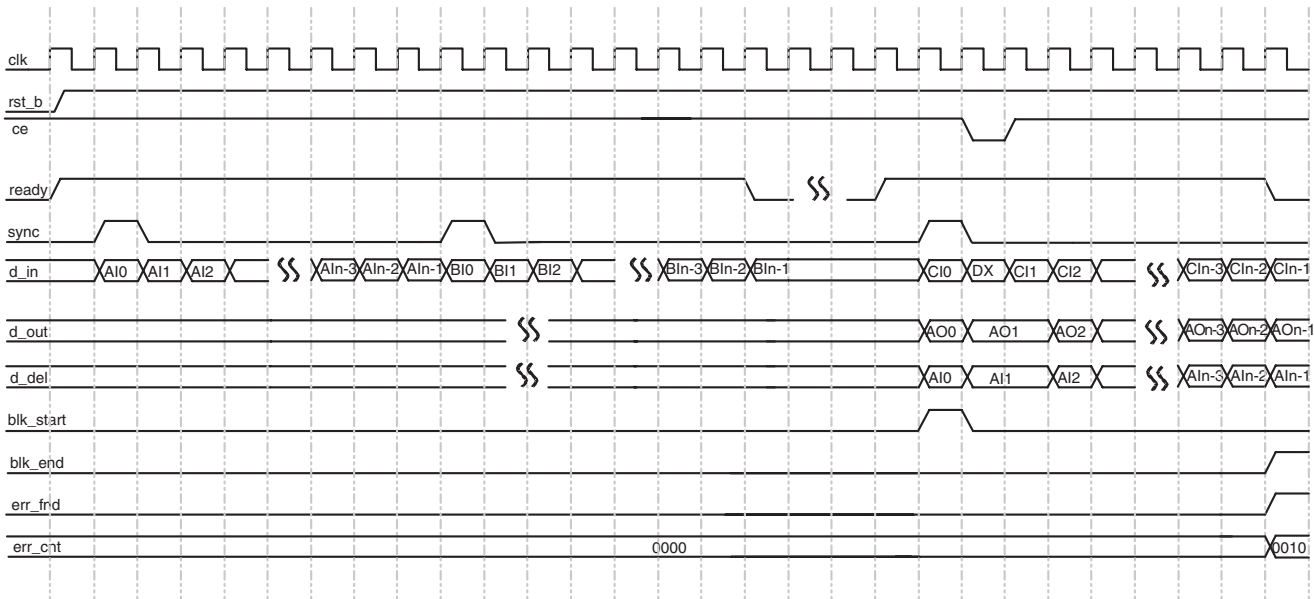 clk
rst_b
ce
ready
sync
d_in AI0 AI1 AI2 AIn-3 AIn-2 AIn-1 BI0 BI1 BI2 BIn-3 BIn-2 BIn-1 CI0 DX CI1 CI2 CIn-3 CIn-2 CIn-1
d_out AO0 AO1 AO2 AOn-3 AOn-2 AOn-1
d_del AI0 AI1 AI2 AIn-3 AIn-2 AIn-1
blk_start
blk_end
err_fnd
err_cnt 0000 0010